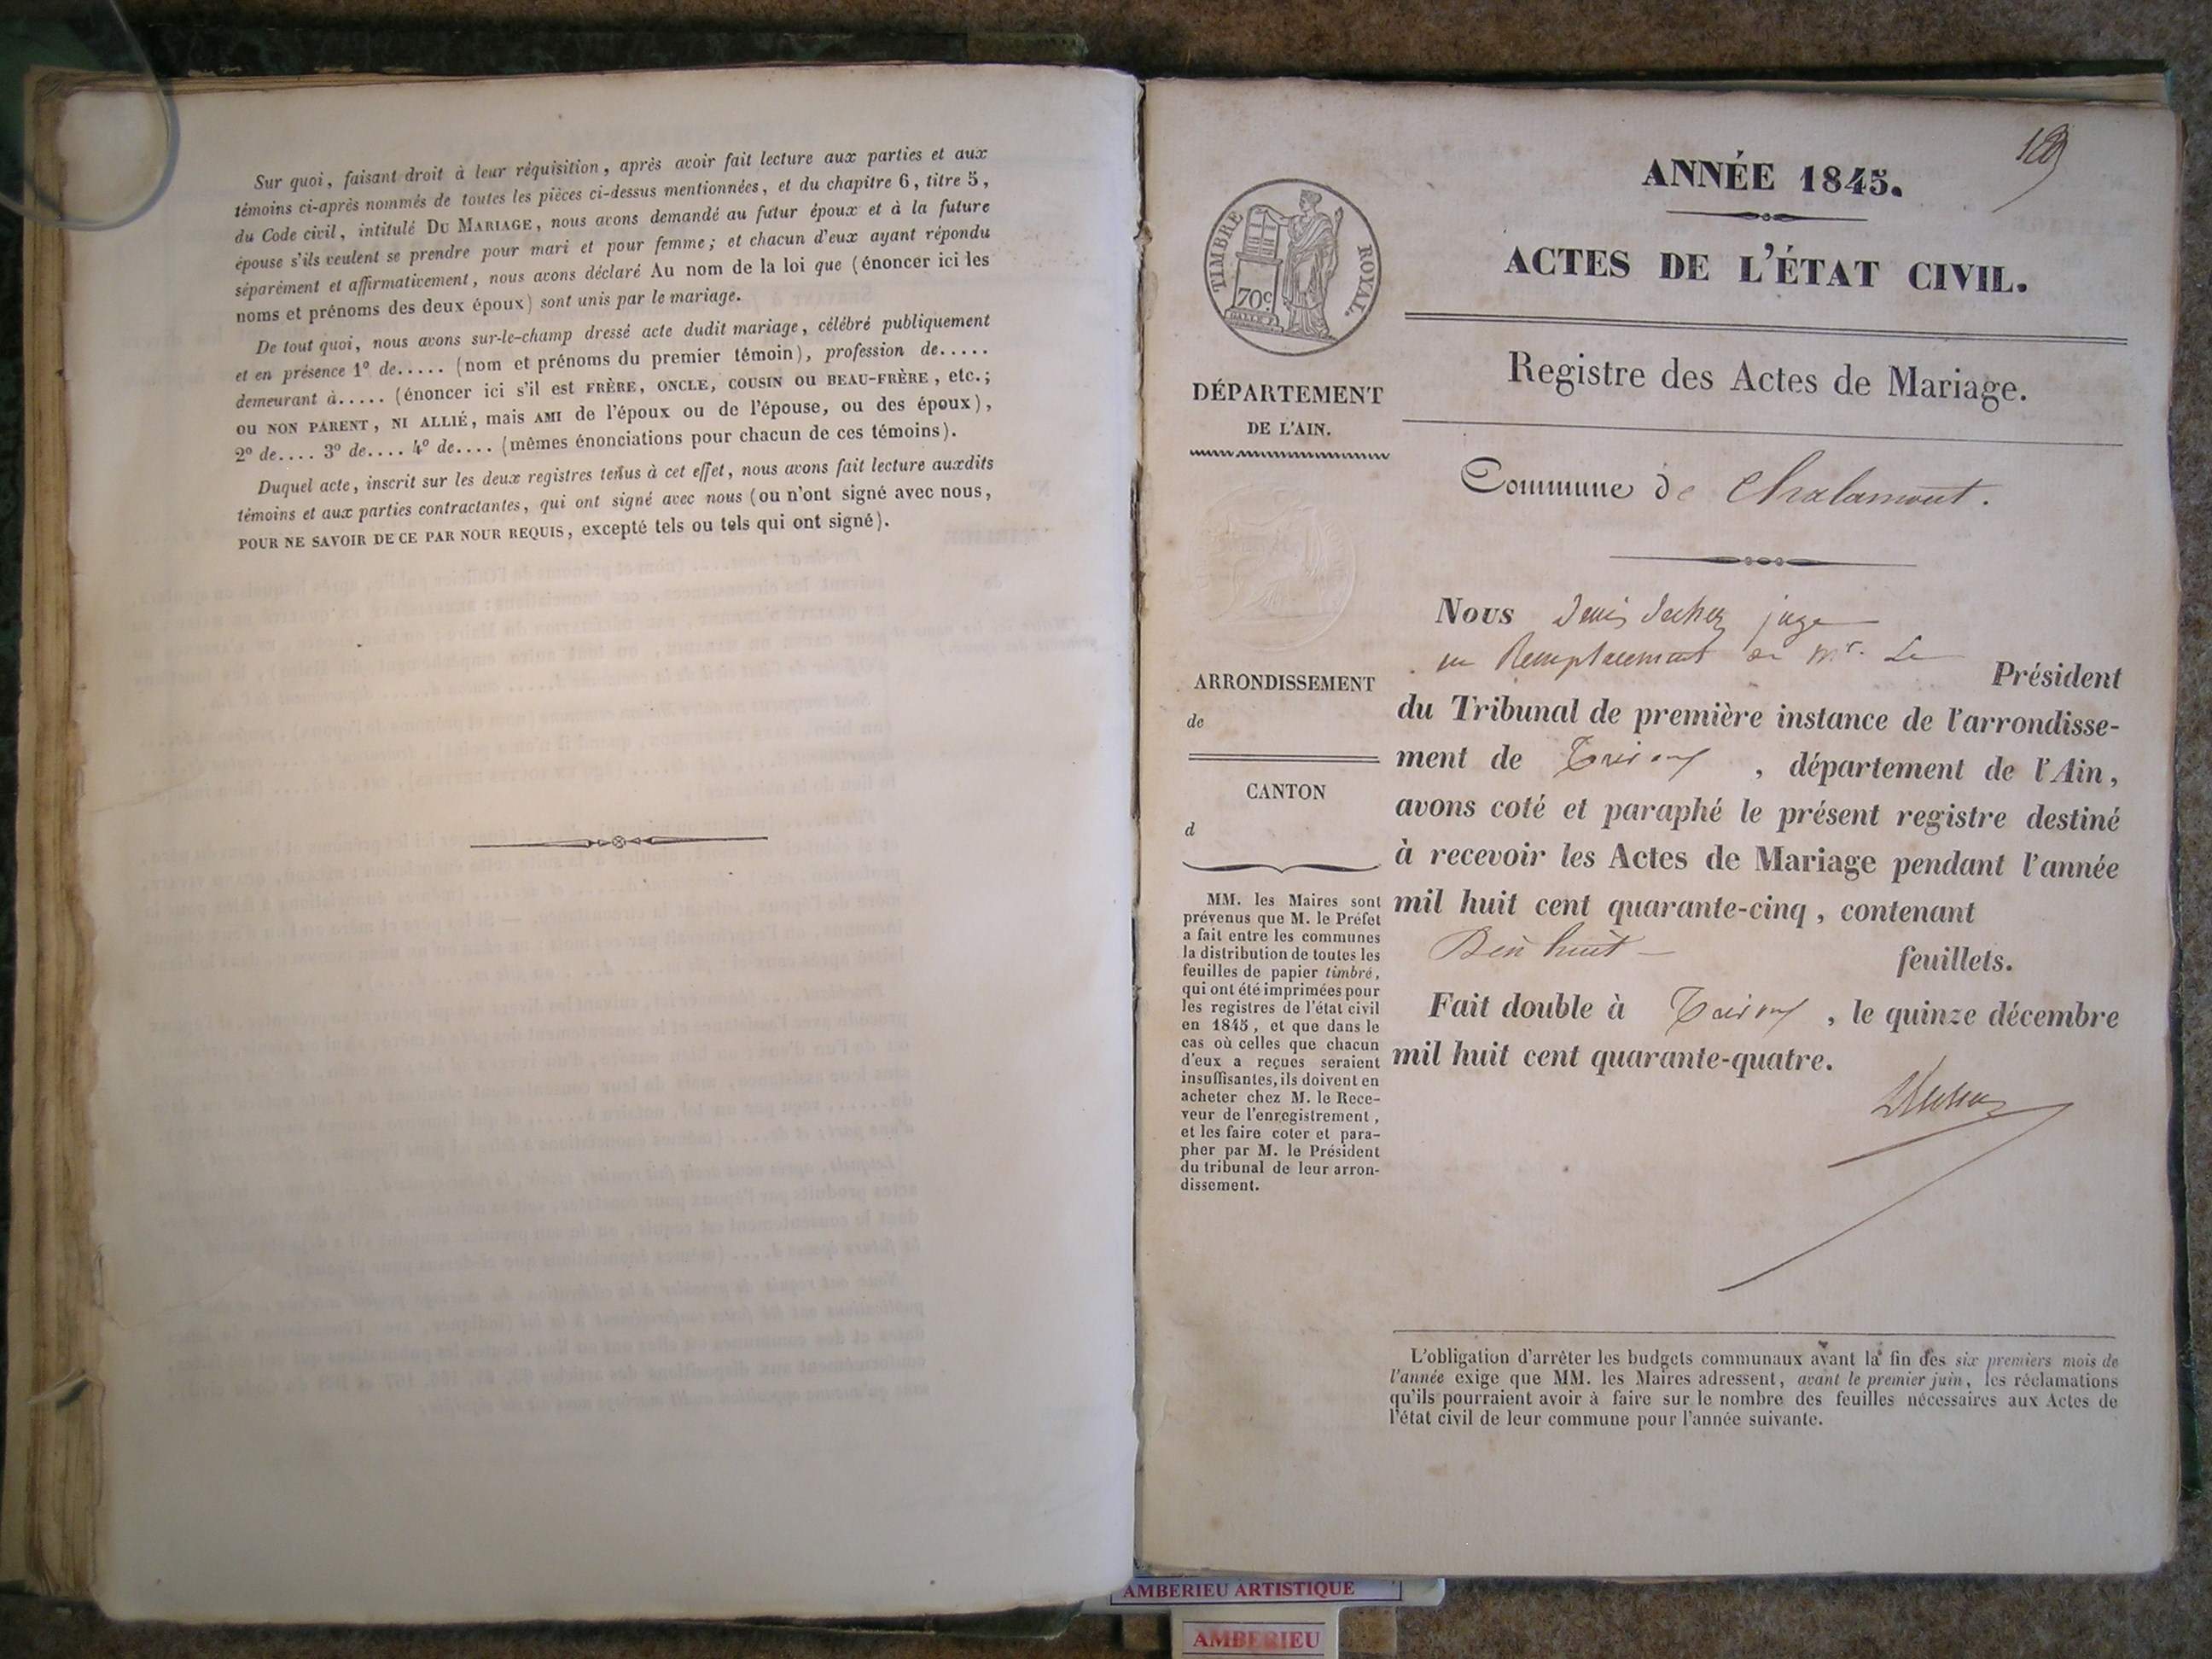 Sur quoi, faisant droit à leur réquisition, après avoir fait lecture aux parties et aux
témoins ci-après nommés de toutes les pièces ci-dessus mentionnées, et du chapitre 6, titre 5,
du Code civil, intitulé DU MARIAGE, nous avons demandé au futur époux et à la future
épouse s'ils veulent se prendre pour mari et pour femme; et chacun d'eux ayant répondu
séparément et affirmativement, nous avons déclaré Au nom de la loi que (énoncer ici les
noms et prénoms des deux époux) sont unis par le mariage.
De tout quoi, nous avons sur-le-champ dressé acte dudit mariage, célébré publiquement
et en présence 1º de..... (nom et prénoms du premier témoin), profession de.....
demeurant à..... (énoncer ici s'il est FRÈRE, ONCLE, COUSIN OU BEAU-FRÈRE, etc.;
ou NON PARENT, NI ALLIÉ, mais AMI de l'époux ou de l'épouse, ou des époux),
2º de.... 3º de.... 4º de.... (mêmes énonciations pour chacun de ces témoins).
Duquel acte, inscrit sur les deux registres tenus à cet effet, nous avons fait lecture auxdits
témoins et aux parties contractantes, qui ont signé avec nous (ou n'ont signé avec nous,
POUR NE SAVOIR DE CE PAR NOUR REQUIS, excepté tels ou tels qui ont signé).
ANNÉE 1845.
ACTES DE L'ÉTAT CIVIL.
TIMBRE ROYAL.
70c
Registre des Actes de Mariage.
DÉPARTEMENT
DE L'AIN.
Commune de Chalamont.
Nous juge
en Remplacement de Mr. Le Président
du Tribunal de première instance de l'arrondisse-
ment de Trévoux, département de l'Ain,
avons coté et paraphé le présent registre destiné
à recevoir les Actes de Mariage pendant l'année
mil huit cent quarante-cinq, contenant
Dix huit feuillets.
Fait double à Trévoux, le quinze décembre
mil huit cent quarante-quatre.
ARRONDISSEMENT
de
CANTON
d
MM. les Maires sont
prévenus que M. le Préfet
a fait entre les communes
la distribution de toutes les
feuilles de papier timbré,
qui ont été imprimées pour
les registres de l'état civil
en 1845, et que dans le
cas où celles que chacun
d'eux a reçues seraient
insuffisantes, ils doivent en
acheter chez M. le Rece-
veur de l'enregistrement,
et les faire coter et para-
pher par M. le Président
du tribunal de leur arron-
dissement.
L'obligation d'arrêter les budgets communaux avant la fin des six premiers mois de
l'année exige que MM. les Maires adressent, avant le premier juin, les réclamations
qu'ils pourraient avoir à faire sur le nombre des feuilles nécessaires aux Actes de
l'état civil de leur commune pour l'année suivante.
AMBERIEU ARTISTIQUE
AMBERIEU